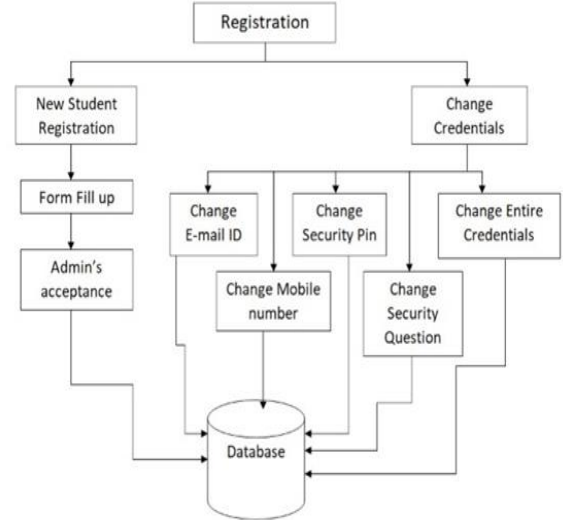 Registration
New Student
Registration
Change
Credentials
Form Fill up
Change
E-mail ID
Change
Security Pin
Change Entire
Credentials
Admin's
acceptance
Change Mobile
number
Change
Security
Question
Database